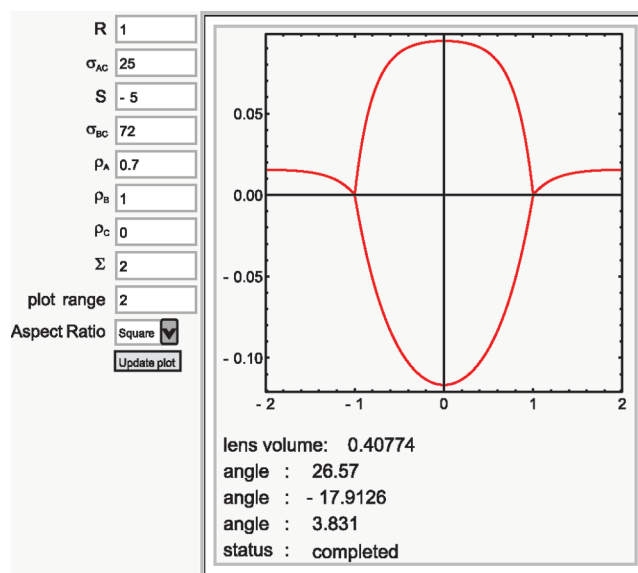 R 1
σAC 25
S - 5
σBC 72
ρA 0.7
ρB 1
ρC 0
Σ 2
plot range 2
Aspect Ratio Square
Update plot
0.05
0.00
- 0.05
- 0.10
- 2 - 1 0 1 2
lens volume: 0.40774
angle : 26.57
angle : - 17.9126
angle : 3.831
status : completed